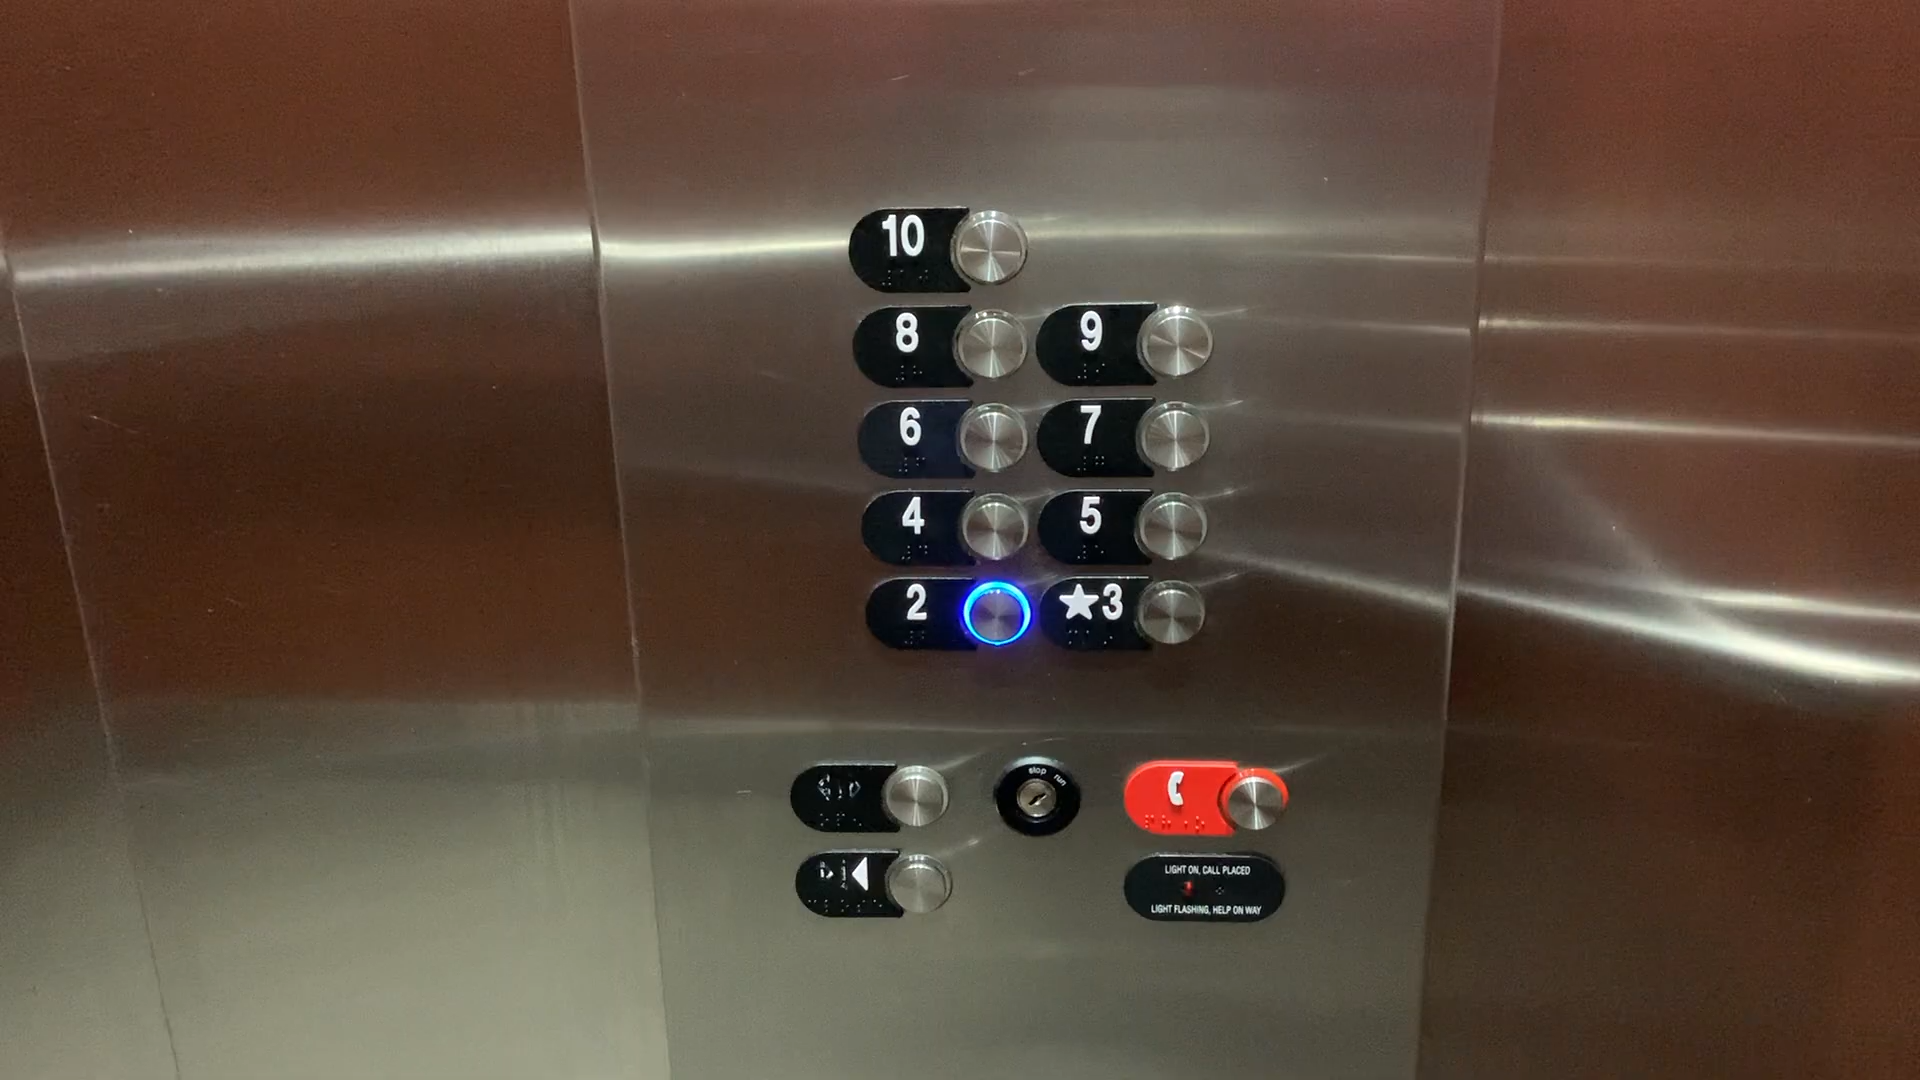 10
8 9
6 7
4 5
2 ★3
stop run
LIGHT ON, CALL PLACED
LIGHT FLASHING, HELP ON WAY